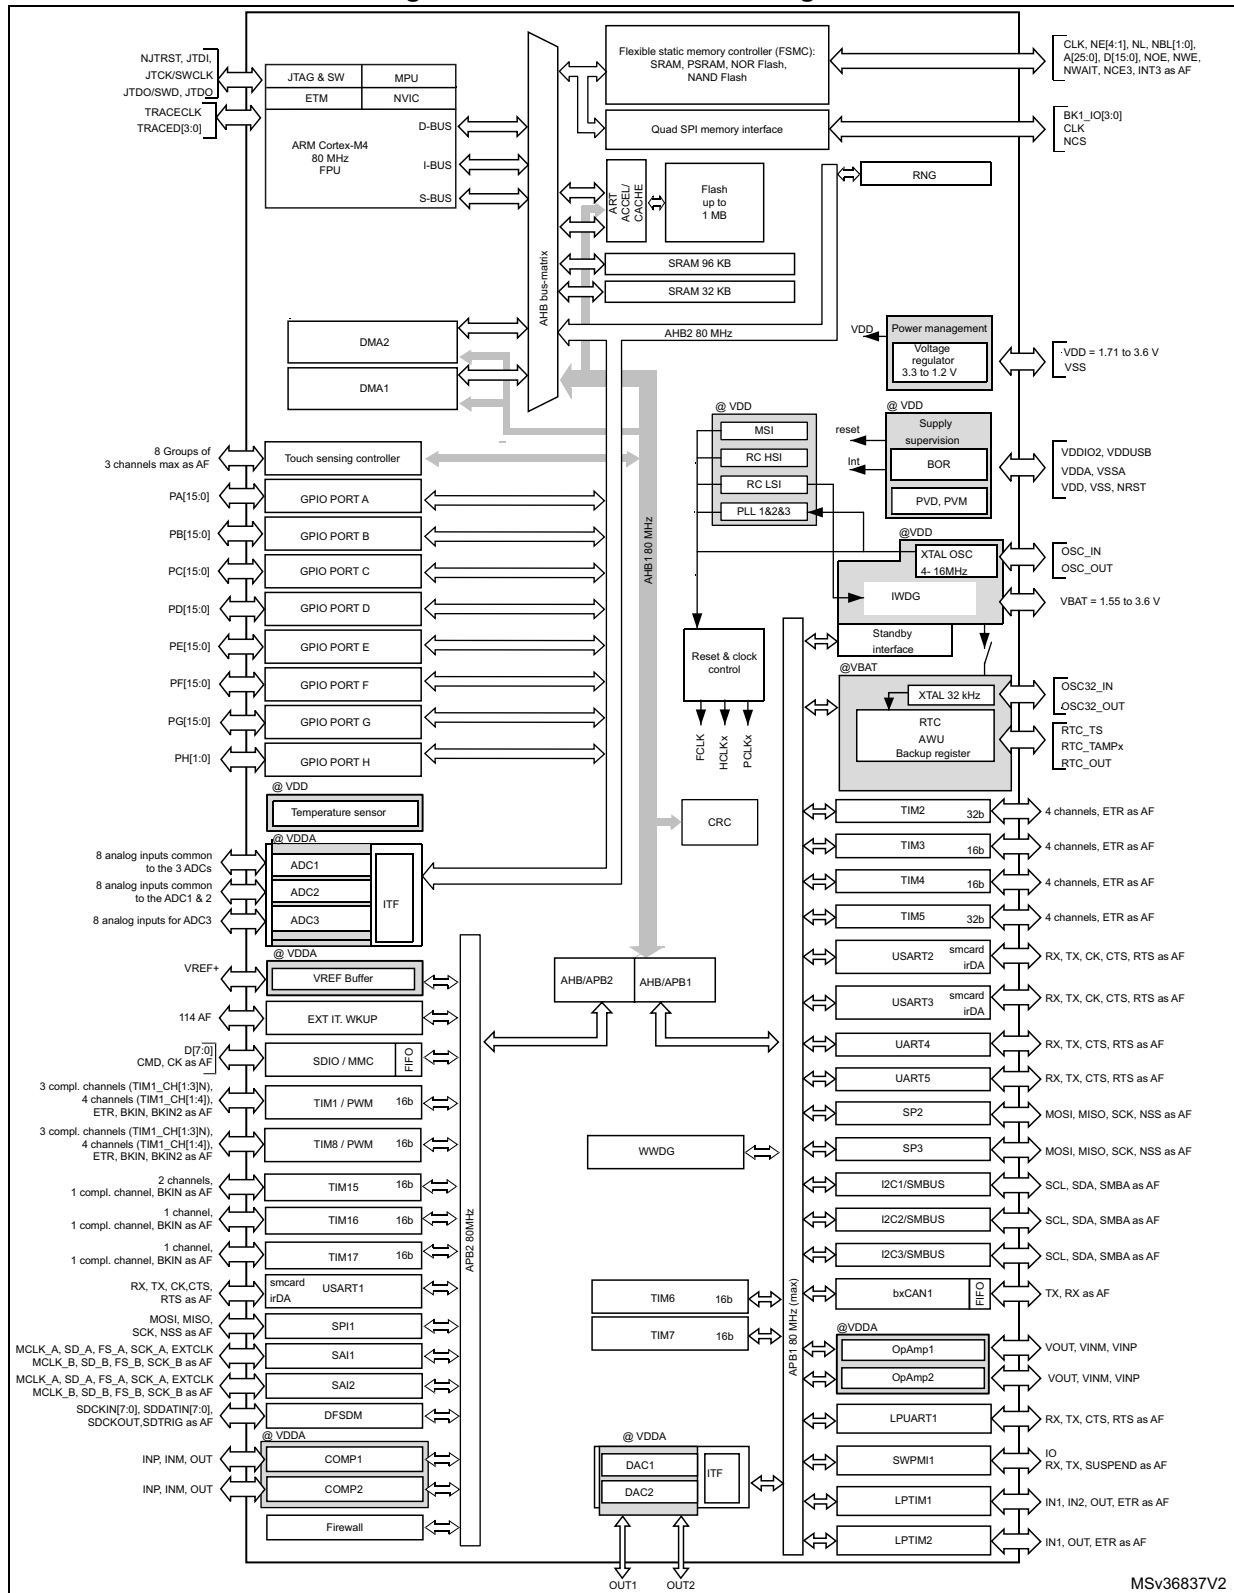 NJTRST, JTDI,
JTCK/SWCLK
JTDO/SWD, JTDO
TRACECLK
TRACED[3:0]
JTAG & SW
MPU
ETM
NVIC
ARM Cortex-M4
80 MHz
FPU
D-BUS
I-BUS
S-BUS
AHB bus-matrix
Flexible static memory controller (FSMC):
SRAM, PSRAM, NOR Flash,
NAND Flash
CLK, NE[4:1], NL, NBL[1:0],
A[25:0], D[15:0], NOE, NWE,
NWAIT, NCE3, INT3 as AF
Quad SPI memory interface
BK1_IO[3:0]
CLK
NCS
ART
ACCEL/
CACHE
Flash
up to
1 MB
RNG
SRAM 96 KB
SRAM 32 KB
AHB2 80 MHz
DMA2
DMA1
VDD
Power management
Voltage
regulator
3.3 to 1.2 V
VDD = 1.71 to 3.6 V
VSS
@ VDD
MSI
RC HSI
RC LSI
PLL 1&2&3
@ VDD
reset
Int
Supply
supervision
BOR
PVD, PVM
VDDIO2, VDDUSB
VDDA, VSSA
VDD, VSS, NRST
8 Groups of
3 channels max as AF
Touch sensing controller
PA[15:0]
GPIO PORT A
PB[15:0]
GPIO PORT B
PC[15:0]
GPIO PORT C
PD[15:0]
GPIO PORT D
PE[15:0]
GPIO PORT E
PF[15:0]
GPIO PORT F
PG[15:0]
GPIO PORT G
PH[1:0]
GPIO PORT H
AHB1 80 MHz
@VDD
XTAL OSC
4- 16MHz
IWDG
OSC_IN
OSC_OUT
VBAT = 1.55 to 3.6 V
Standby
interface
Reset & clock
control
FCLK
HCLKx
PCLKx
@VBAT
XTAL 32 kHz
RTC
AWU
Backup register
OSC32_IN
OSC32_OUT
RTC_TS
RTC_TAMPx
RTC_OUT
@ VDD
Temperature sensor
CRC
@ VDDA
8 analog inputs common
to the 3 ADCs
8 analog inputs common
to the ADC1 & 2
8 analog inputs for ADC3
ADC1
ADC2
ADC3
ITF
@ VDDA
VREF+
VREF Buffer
114 AF
EXT IT. WKUP
D[7:0]
CMD, CK as AF
SDIO / MMC
FIFO
3 compl. channels (TIM1_CH[1:3]N),
4 channels (TIM1_CH[1:4]),
ETR, BKIN, BKIN2 as AF
TIM1 / PWM
16b
3 compl. channels (TIM1_CH[1:3]N),
4 channels (TIM1_CH[1:4]),
ETR, BKIN, BKIN2 as AF
TIM8 / PWM
16b
2 channels,
1 compl. channel, BKIN as AF
TIM15
16b
1 channel,
1 compl. channel, BKIN as AF
TIM16
16b
1 channel,
1 compl. channel, BKIN as AF
TIM17
16b
RX, TX, CK,CTS,
RTS as AF
smcard
irDA
USART1
MOSI, MISO,
SCK, NSS as AF
SPI1
MCLK_A, SD_A, FS_A, SCK_A, EXTCLK
MCLK_B, SD_B, FS_B, SCK_B as AF
SAI1
MCLK_A, SD_A, FS_A, SCK_A, EXTCLK
MCLK_B, SD_B, FS_B, SCK_B as AF
SAI2
SDCKIN[7:0], SDDATIN[7:0],
SDCKOUT,SDTRIG as AF
DFSDM
@ VDDA
INP, INM, OUT
COMP1
INP, INM, OUT
COMP2
Firewall
APB2 80MHz
AHB/APB2
AHB/APB1
WWDG
TIM6
16b
TIM7
16b
@ VDDA
DAC1
DAC2
ITF
OUT1
OUT2
APB1 80 MHz (max)
TIM2
32b
4 channels, ETR as AF
TIM3
16b
4 channels, ETR as AF
TIM4
16b
4 channels, ETR as AF
TIM5
32b
4 channels, ETR as AF
USART2
smcard
irDA
RX, TX, CK, CTS, RTS as AF
USART3
smcard
irDA
RX, TX, CK, CTS, RTS as AF
UART4
RX, TX, CTS, RTS as AF
UART5
RX, TX, CTS, RTS as AF
SP2
MOSI, MISO, SCK, NSS as AF
SP3
MOSI, MISO, SCK, NSS as AF
I2C1/SMBUS
SCL, SDA, SMBA as AF
I2C2/SMBUS
SCL, SDA, SMBA as AF
I2C3/SMBUS
SCL, SDA, SMBA as AF
bxCAN1
FIFO
TX, RX as AF
@VDDA
OpAmp1
VOUT, VINM, VINP
OpAmp2
VOUT, VINM, VINP
LPUART1
RX, TX, CTS, RTS as AF
SWPMI1
IO
RX, TX, SUSPEND as AF
LPTIM1
IN1, IN2, OUT, ETR as AF
LPTIM2
IN1, OUT, ETR as AF
MSv36837V2